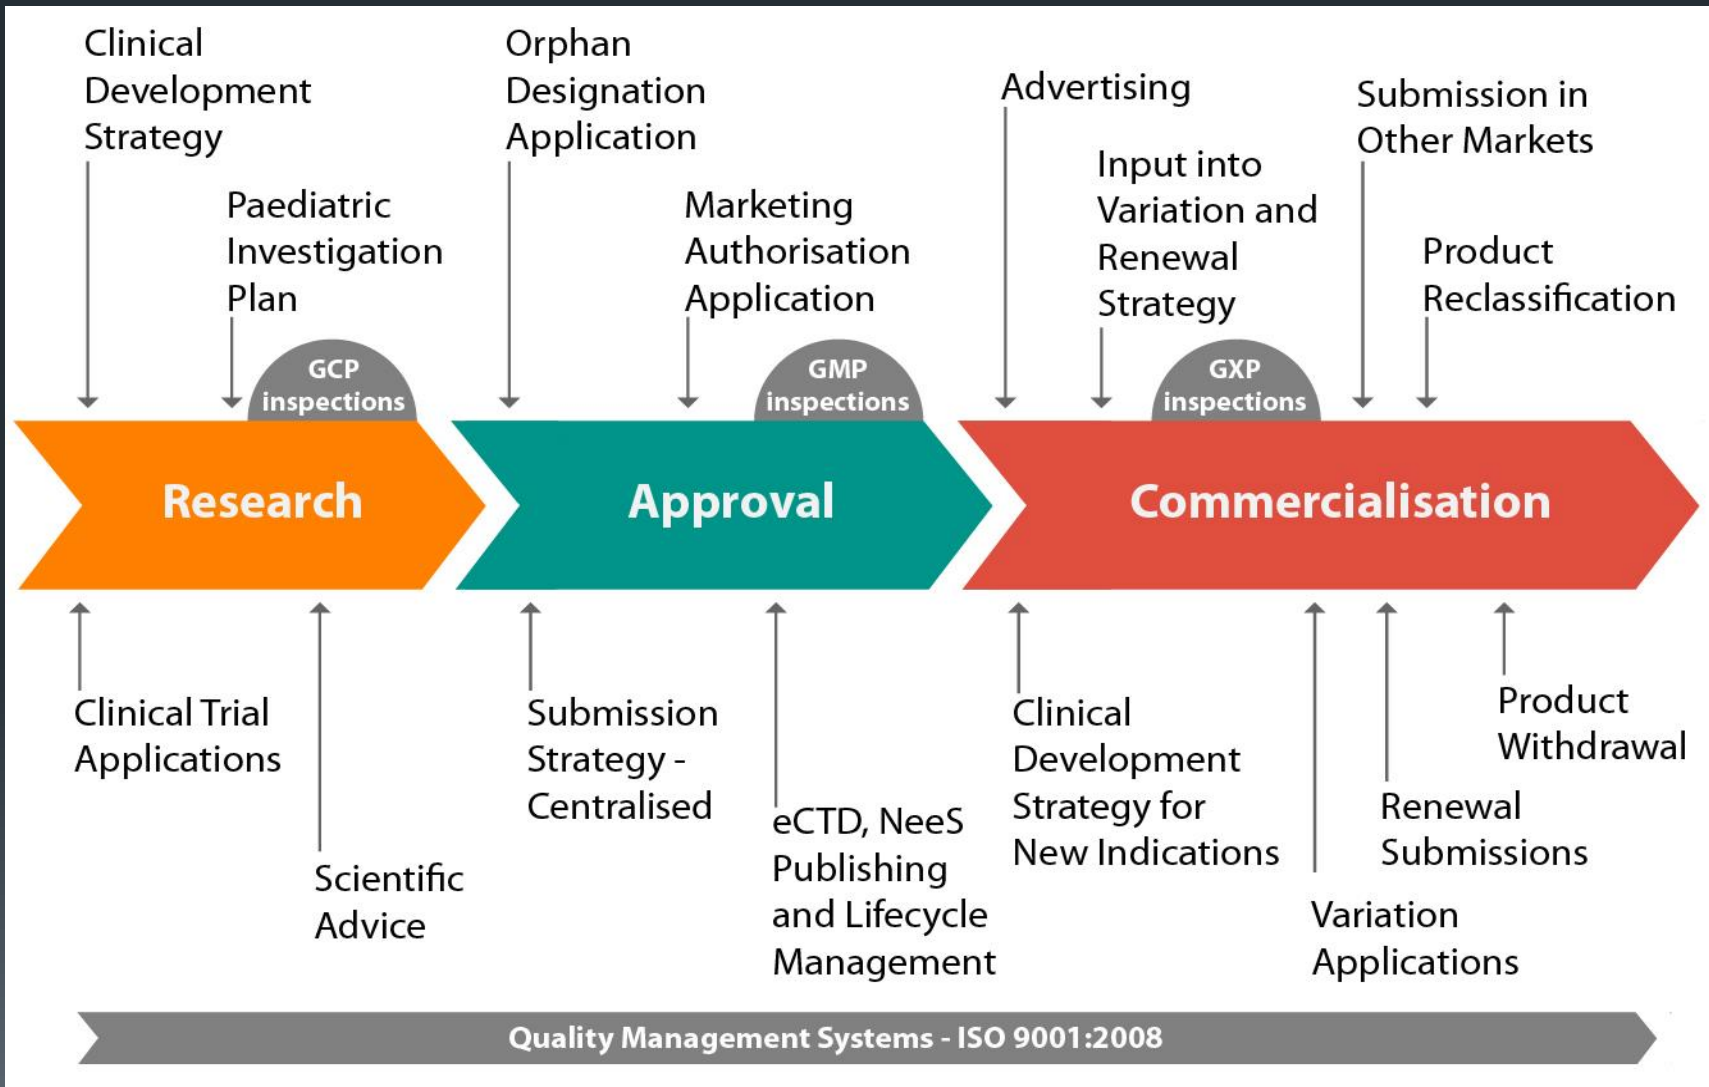 Clinical
Development
Strategy
Paediatric
Investigation
Plan
Orphan
Designation
Application
Marketing
Authorisation
Application
Advertising
Input into
Variation and
Renewal
Strategy
Submission in
Other Markets
Product
Reclassification
GCP
inspections
GMP
inspections
GXP
inspections
Research
Approval
Commercialisation
Clinical Trial
Applications
Scientific
Advice
Submission
Strategy -
Centralised
eCTD, NeeS
Publishing
and Lifecycle
Management
Clinical
Development
Strategy for
New Indications
Variation
Applications
Renewal
Submissions
Product
Withdrawal
Quality Management Systems - ISO 9001:2008